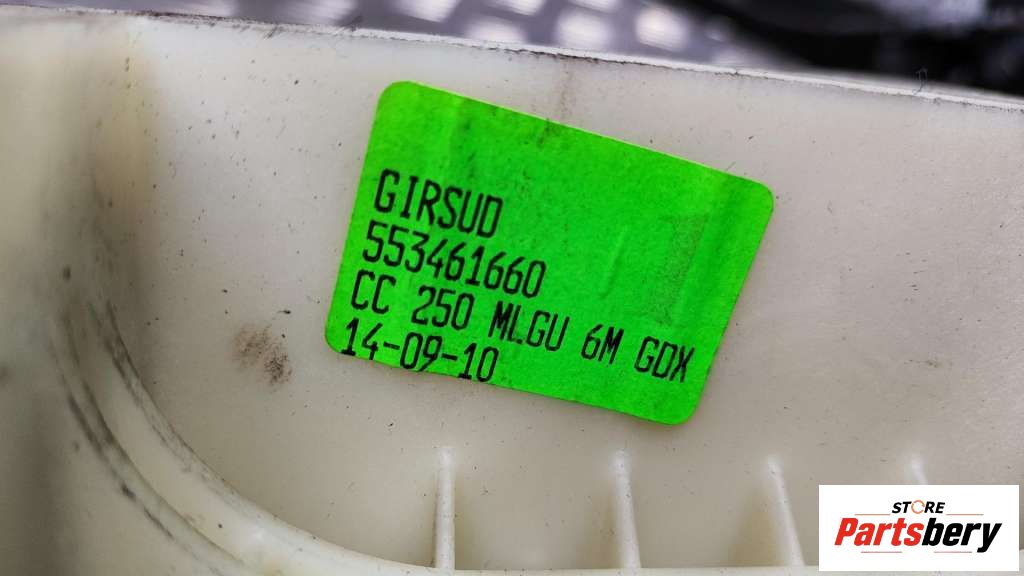 GIRSUD
553461660
CC 250 MLGU 6M GDX
14-09-10
STORE
Partsbery